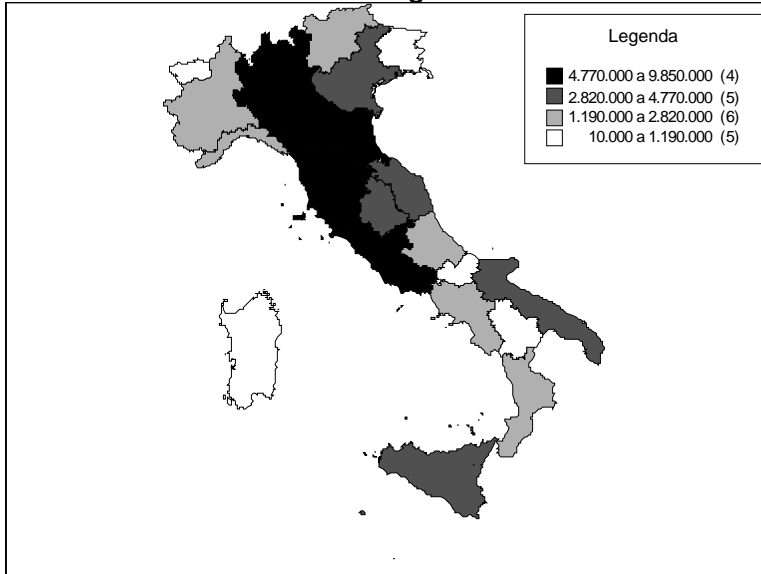 Legenda
4.770.000 a 9.850.000 (4)
2.820.000 a 4.770.000 (5)
1.190.000 a 2.820.000 (6)
10.000 a 1.190.000 (5)